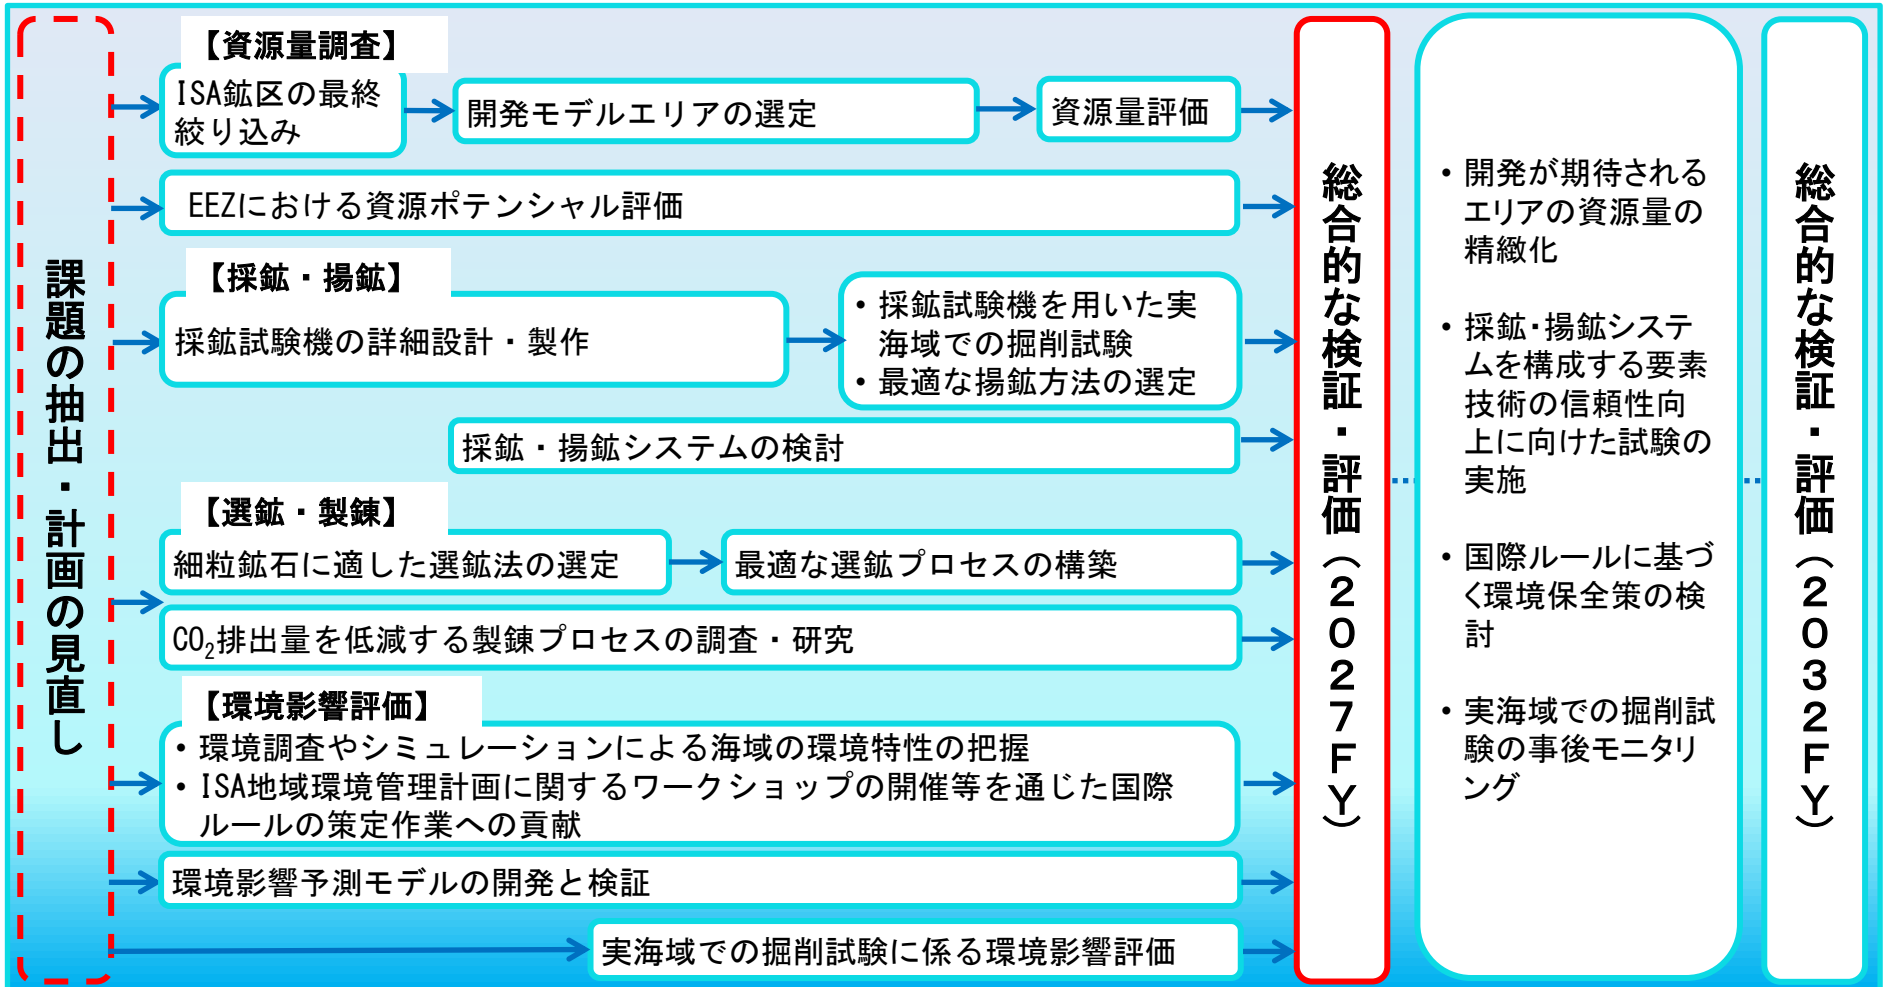 課題の抽出・計画の見直し
【資源量調査】
ISA鉱区の最終
絞り込み
開発モデルエリアの選定
資源量評価
EEZにおける資源ポテンシャル評価
【採鉱・揚鉱】
採鉱試験機の詳細設計・製作
・採鉱試験機を用いた実
海域での掘削試験
・最適な揚鉱方法の選定
採鉱・揚鉱システムの検討
【選鉱・製錬】
細粒鉱石に適した選鉱法の選定
最適な選鉱プロセスの構築
CO₂排出量を低減する製錬プロセスの調査・研究
【環境影響評価】
・環境調査やシミュレーションによる海域の環境特性の把握
・ISA地域環境管理計画に関するワークショップの開催等を通じた国際
ルールの策定作業への貢献
環境影響予測モデルの開発と検証
実海域での掘削試験に係る環境影響評価
総合的な検証・評価(2027FY)
・開発が期待される
エリアの資源量の
精緻化
・採鉱・揚鉱システ
ムを構成する要素
技術の信頼性向
上に向けた試験の
実施
・国際ルールに基づ
く環境保全策の検
討
・実海域での掘削試
験の事後モニタリ
ング
総合的な検証・評価(2032FY)